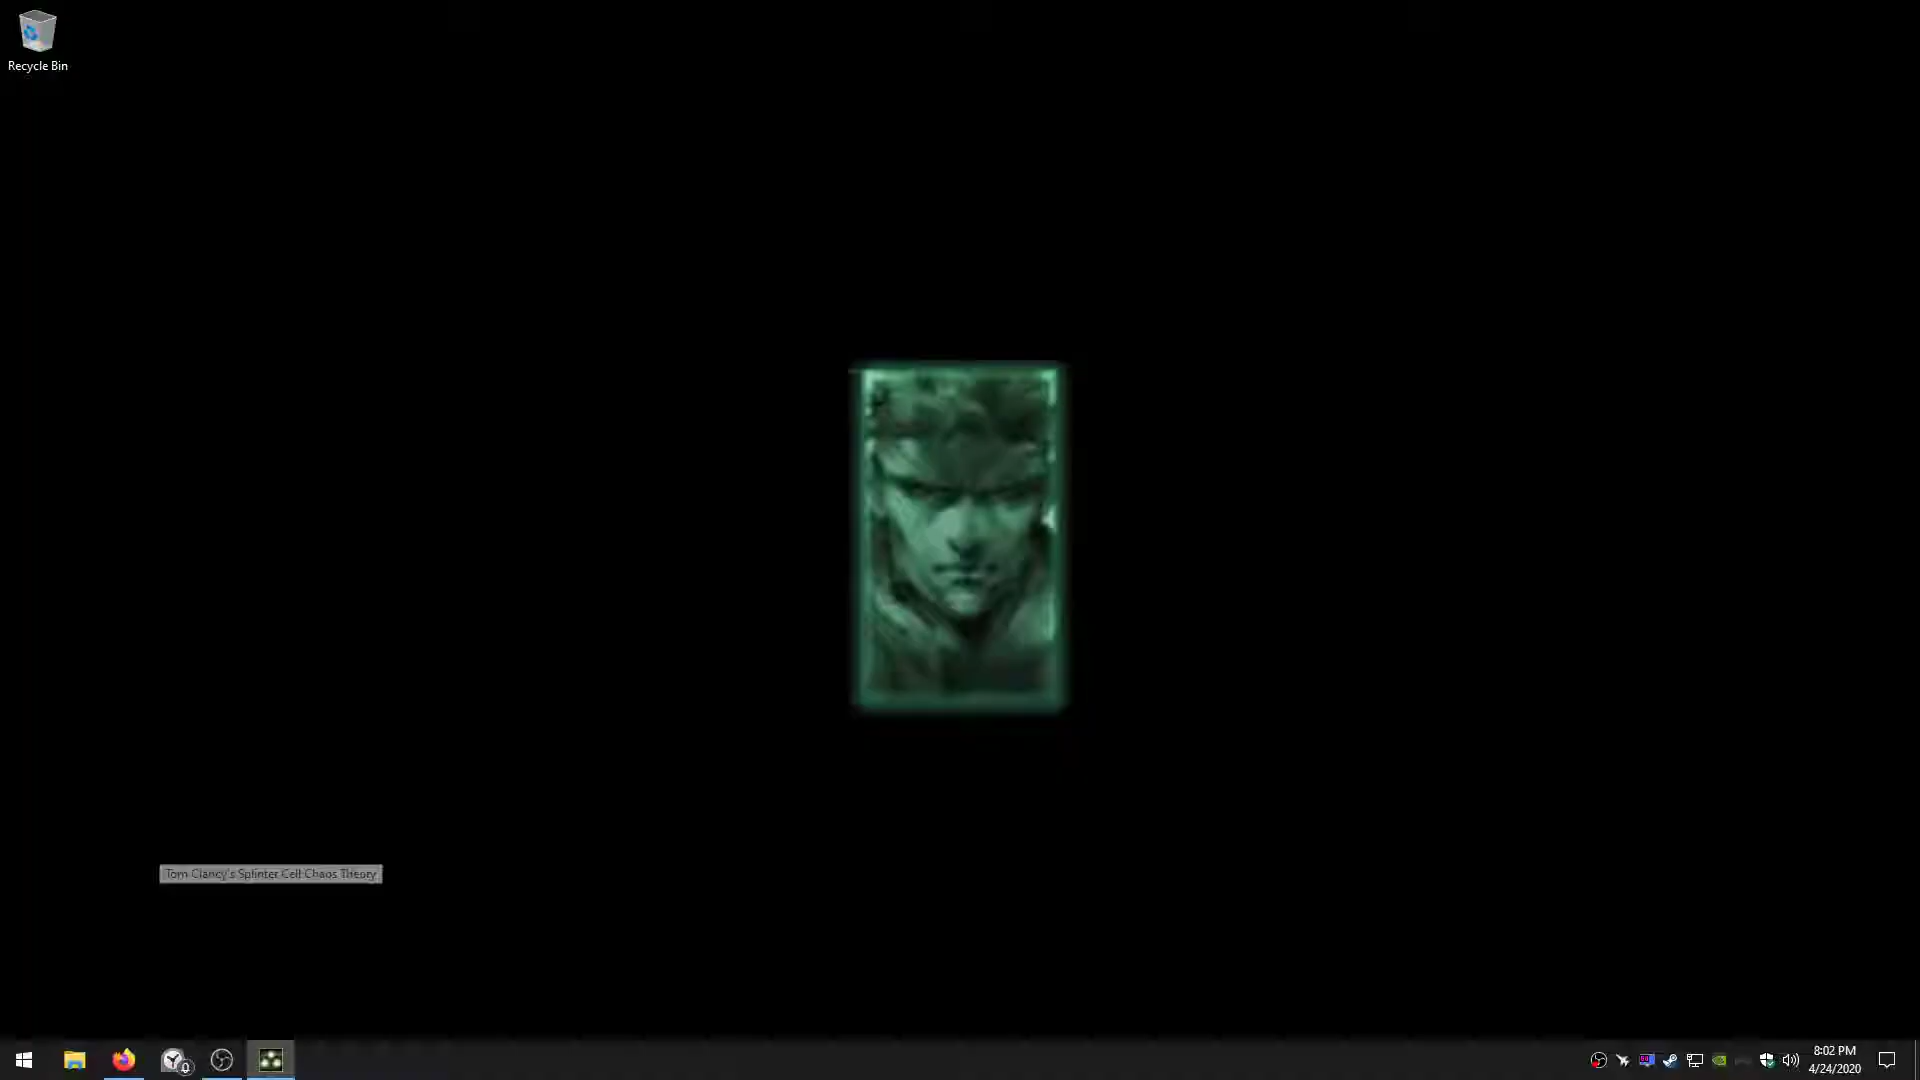 Recycle Bin
Tom Clancy's Splinter Cell Chaos Theory
8:02 PM
4/24/2020